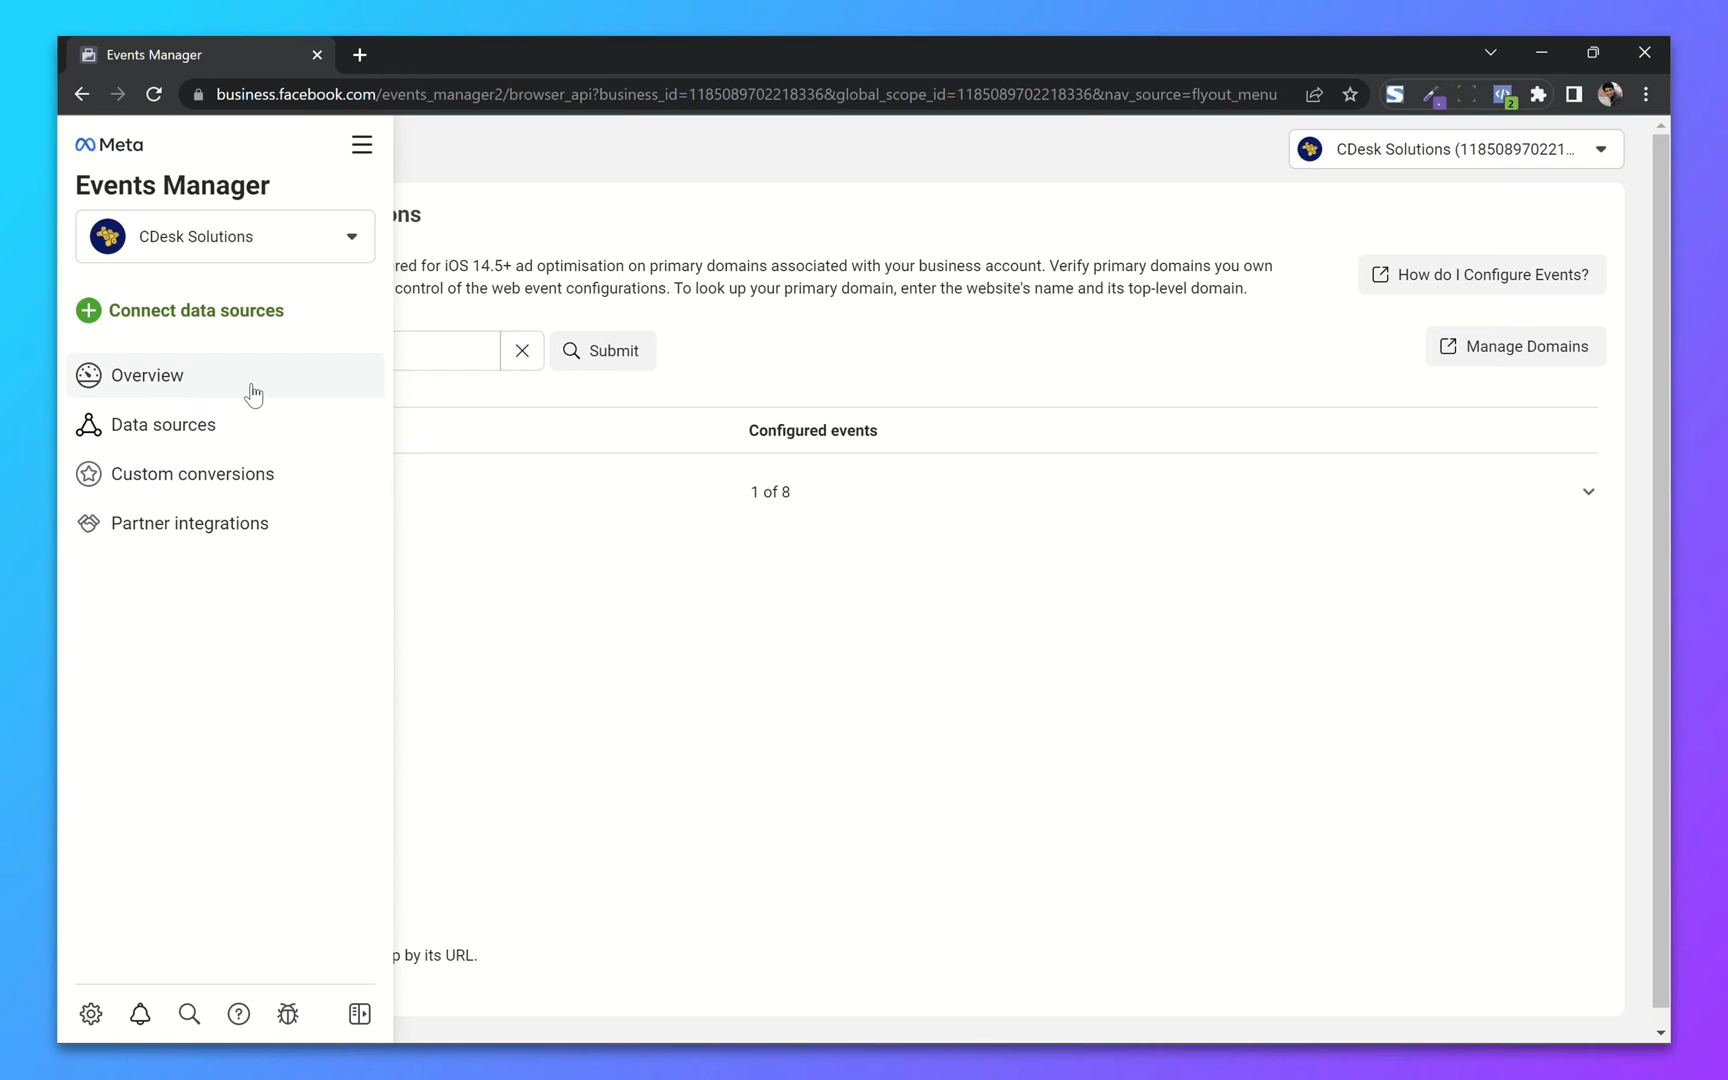 Events Manager
business.facebook.com/events_manager2/browser_api?business_id=1185089702218336&global_scope_id=1185089702218336&nav_source=flyout_menu
2
Meta
Events Manager
CDesk Solutions
Connect data sources
Overview
Data sources
Custom conversions
Partner integrations
CDesk Solutions (118508970221...
ons
red for iOS 14.5+ ad optimisation on primary domains associated with your business account. Verify primary domains you own
control of the web event configurations. To look up your primary domain, enter the website's name and its top-level domain.
How do I Configure Events?
Submit
Manage Domains
Configured events
1 of 8
p by its URL.